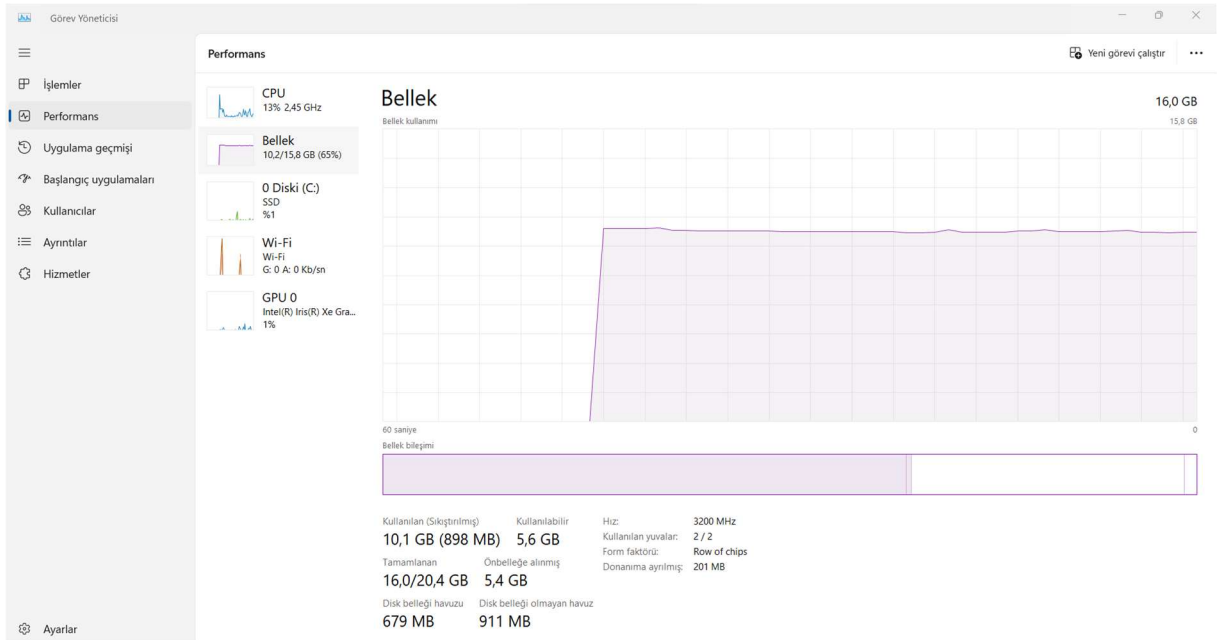 Görev Yöneticisi
İşlemler
Performans
Uygulama geçmişi
Başlangıç uygulamaları
Kullanıcılar
Ayrıntılar
Hizmetler
Ayarlar
Performans
Yeni görevi çalıştır
CPU
13% 2,45 GHz
Bellek
10,2/15,8 GB (65%)
0 Diski (C:)
SSD
%1
Wi-Fi
Wi-Fi
G: 0 A: 0 Kb/sn
GPU 0
Intel(R) Iris(R) Xe Gra...
1%
Bellek
16,0 GB
Bellek kullanımı
15,8 GB
60 saniye
0
Bellek bileşimi
Kullanılan (Sıkıştırılmış)
Kullanılabilir
10,1 GB (898 MB)
5,6 GB
Tamamlanan
Önbelleğe alınmış
16,0/20,4 GB
5,4 GB
Disk belleği havuzu
Disk belleği olmayan havuz
679 MB
911 MB
Hız:
3200 MHz
Kullanılan yuvalar:
2 / 2
Form faktörü:
Row of chips
Donanıma ayrılmış:
201 MB